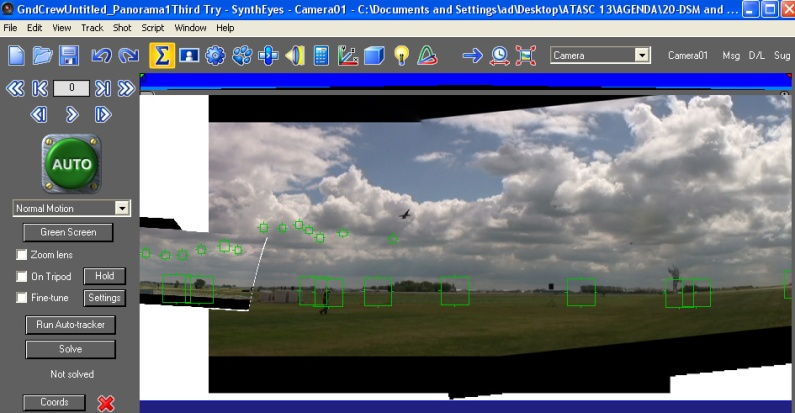 GndCrewUntitled_Panorama1Third Try - SynthEyes - Camera01 - C:\Documents and Settings\ad\Desktop\ATASC 13\AGENDA\20-DSM and ...
File Edit View Track Shot Script Window Help
Camera Camera01 Msg D/L Sug
0
AUTO
Normal Motion
Green Screen
Zoom lens
On Tripod Hold
Fine-tune Settings
Run Auto-tracker
Solve
Not solved
Coords